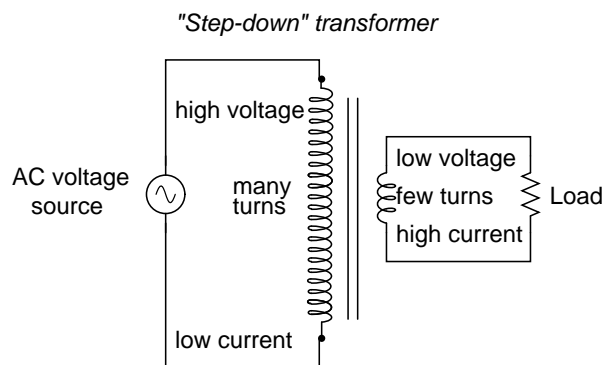 "Step-down" transformer
high voltage
AC voltage
source
many
turns
low current
low voltage
few turns
high current
Load